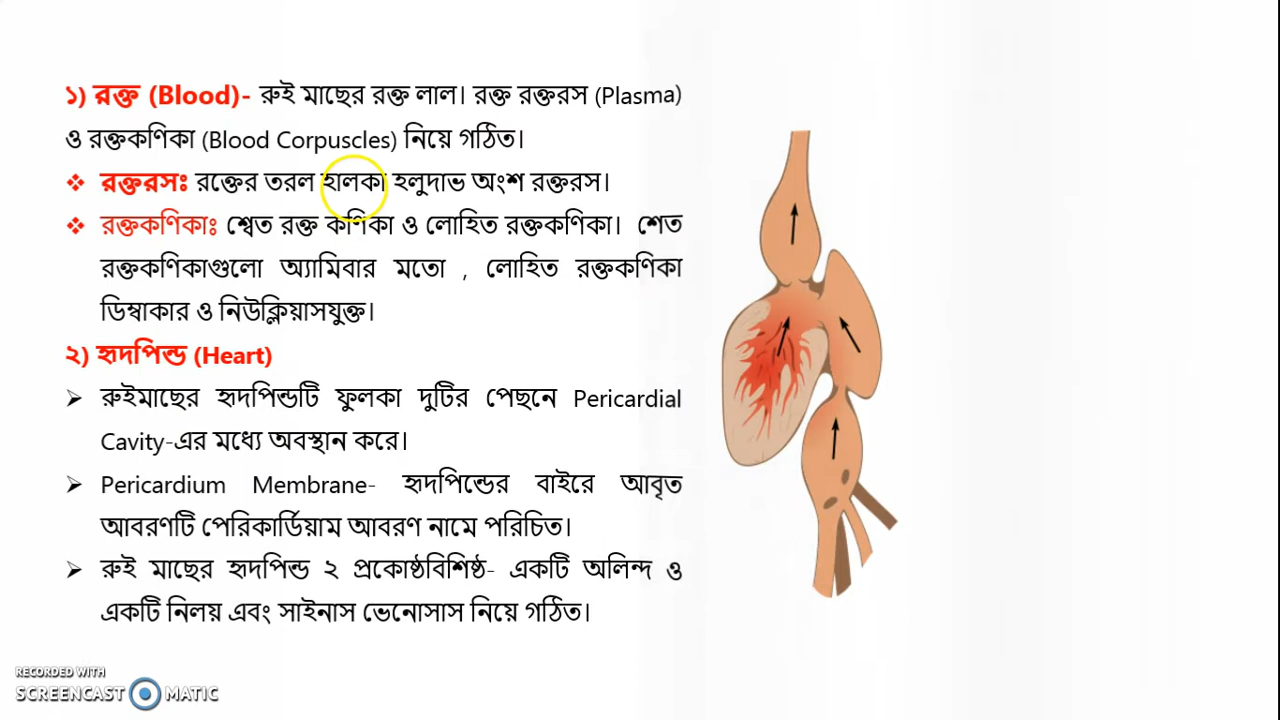 ১) রক্ত (Blood)- রুই মাছের রক্ত লাল। রক্ত রক্তরস (Plasma)
ও রক্তকণিকা (Blood Corpuscles) নিয়ে গঠিত।
❖ রক্তরসঃ রক্তের তরল হালকা হলুদাভ অংশ রক্তরস।
❖ রক্তকণিকাঃ শ্বেত রক্ত কণিকা ও লোহিত রক্তকণিকা। শেত
রক্তকণিকাগুলো অ্যামিবার মতো , লোহিত রক্তকণিকা
ডিম্বাকার ও নিউক্লিয়াসযুক্ত।
২) হৃদপিন্ড (Heart)
➢ রুইমাছের হৃদপিন্ডটি ফুলকা দুটির পেছনে Pericardial
Cavity-এর মধ্যে অবস্থান করে।
➢ Pericardium Membrane- হৃদপিন্ডের বাইরে আবৃত
আবরণটি পেরিকার্ডিয়াম আবরণ নামে পরিচিত।
➢ রুই মাছের হৃদপিন্ড ২ প্রকোষ্ঠবিশিষ্ঠ- একটি অলিন্দ ও
একটি নিলয় এবং সাইনাস ভেনোসাস নিয়ে গঠিত।
RECORDED WITH
SCREENCAST MATIC